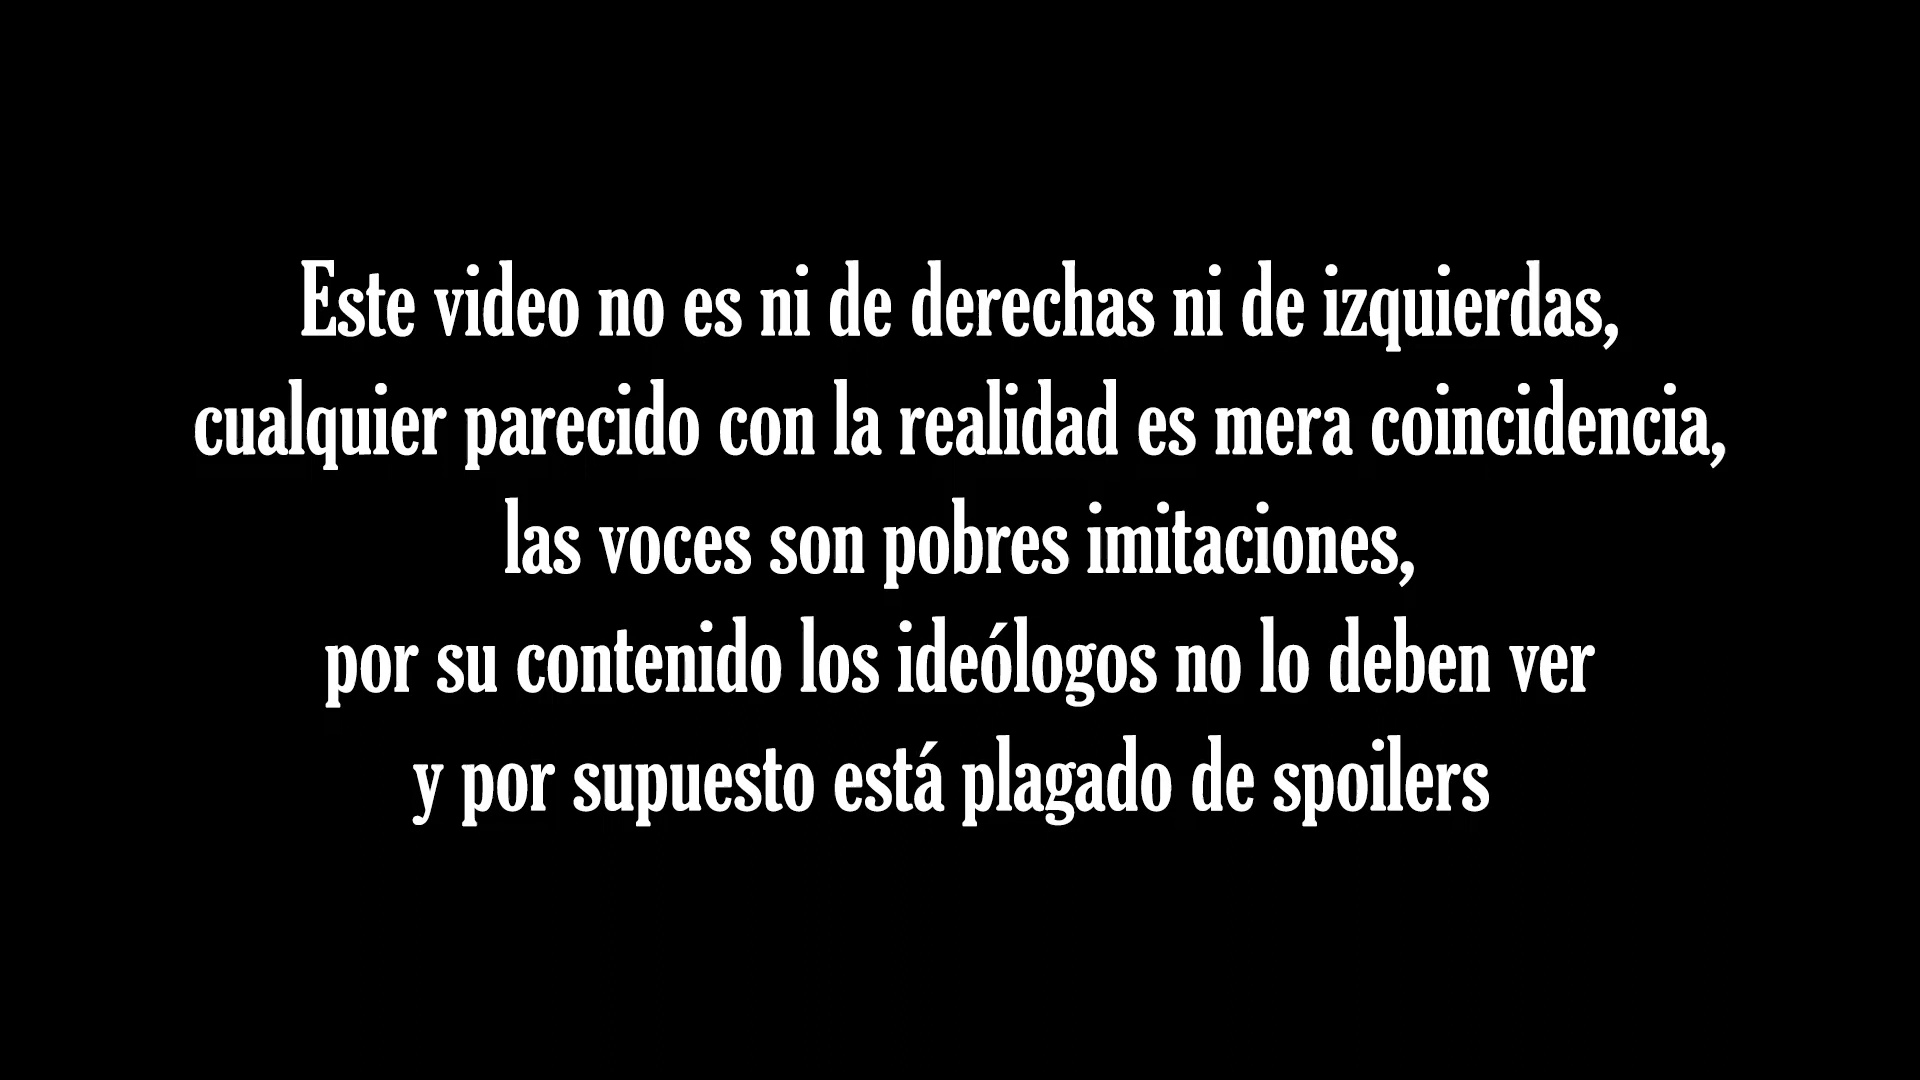 Este video no es ni de derechas ni de izquierdas,
cualquier parecido con la realidad es mera coincidencia,
las voces son pobres imitaciones,
por su contenido los ideólogos no lo deben ver
y por supuesto está plagado de spoilers